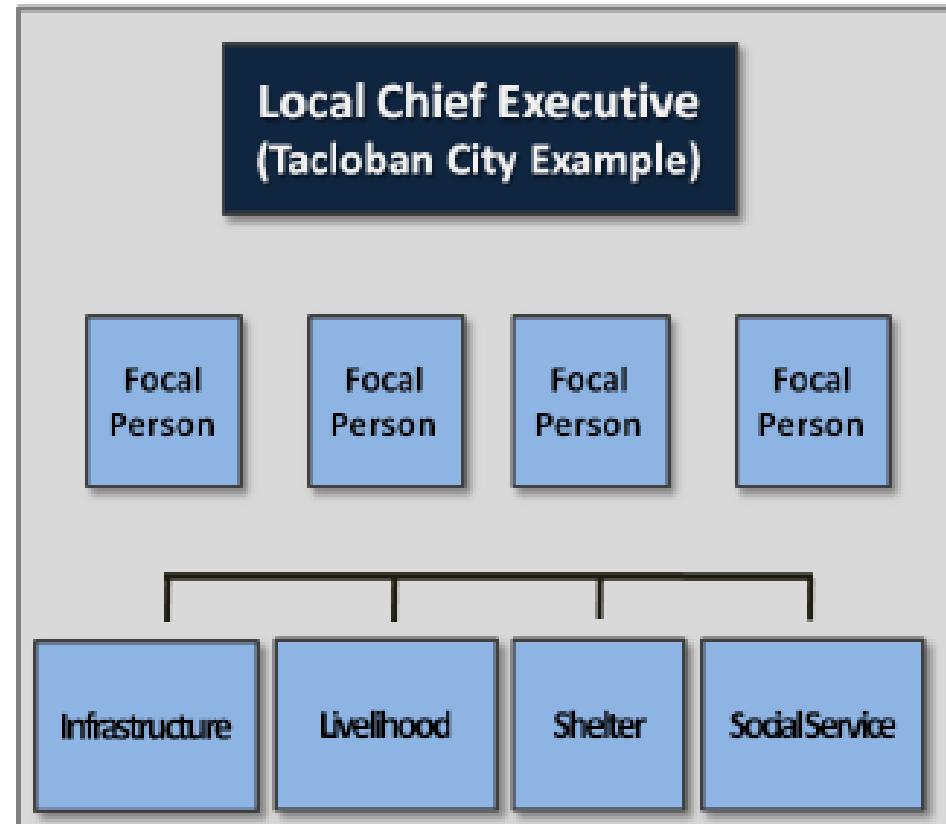 Local Chief Executive
(Tacloban City Example)
Focal
Person
Focal
Person
Focal
Person
Focal
Person
Infrastructure
Livelihood
Shelter
Social Service